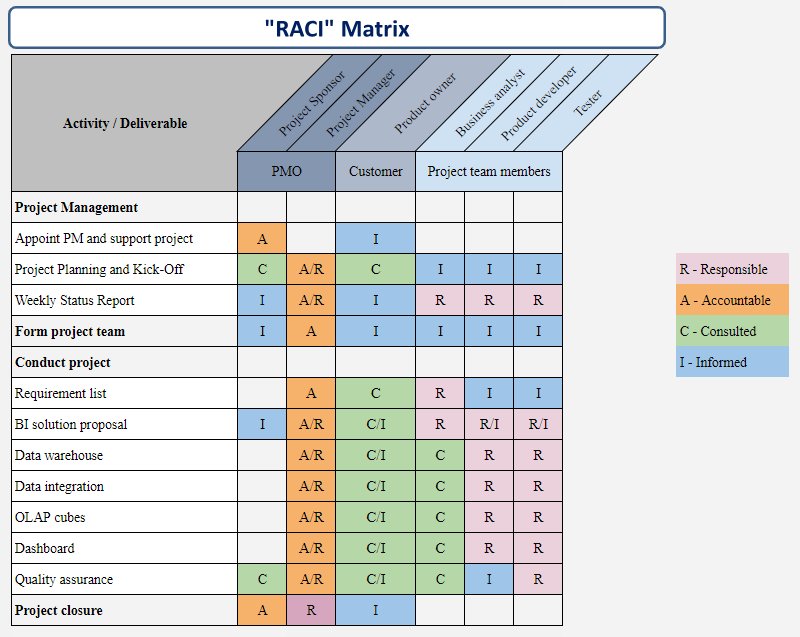 "RACI" Matrix
Activity / Deliverable
Project Sponsor
Project Manager
Product owner
Business analyst
Product developer
Tester
PMO Customer Project team members
Project Management
Appoint PM and support project A I
Project Planning and Kick-Off C A/R C I I I
Weekly Status Report I A/R I R R R
Form project team I A I I I I
Conduct project
Requirement list A C R I I
BI solution proposal I A/R C/I R R/I R/I
Data warehouse A/R C/I C R R
Data integration A/R C/I C R R
OLAP cubes A/R C/I C R R
Dashboard A/R C/I C R R
Quality assurance C A/R C/I C I R
Project closure A R I
R - Responsible
A - Accountable
C - Consulted
I - Informed